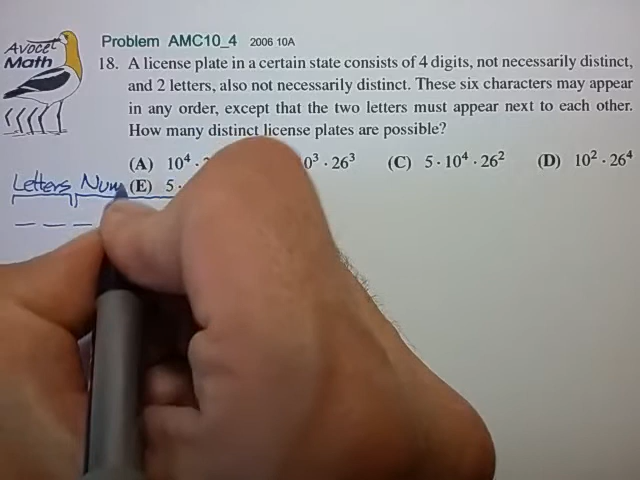 Avocet
Math
Problem AMC10_4 2006 10A
18. A license plate in a certain state consists of 4 digits, not necessarily distinct,
and 2 letters, also not necessarily distinct. These six characters may appear
in any order, except that the two letters must appear next to each other.
How many distinct license plates are possible?
(A) 10⁴ · 0³ · 26³ (C) 5 · 10⁴ · 26² (D) 10² · 26⁴
Letters Num (E) 5 ·